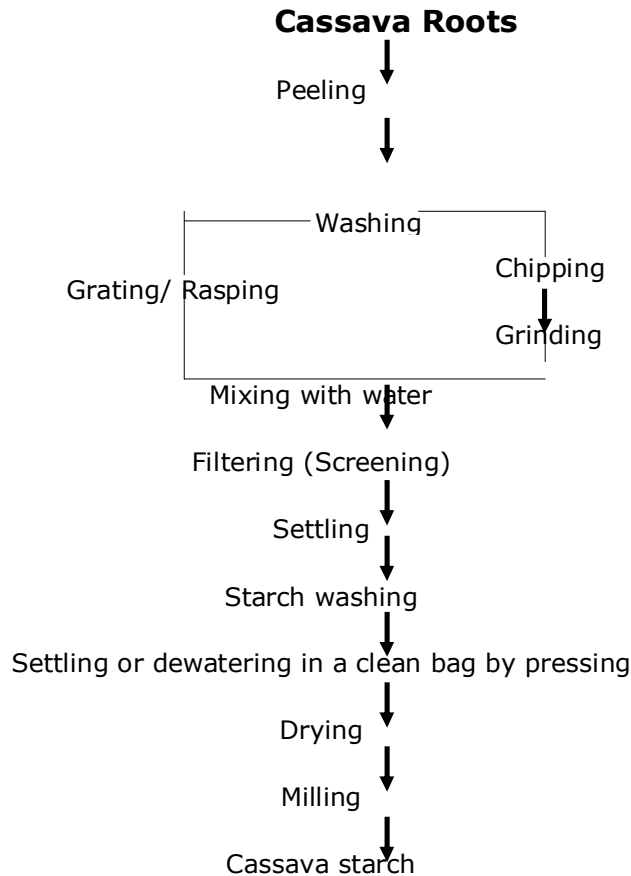 Cassava Roots
Peeling
Washing
Chipping
Grating/ Rasping
Grinding
Mixing with water
Filtering (Screening)
Settling
Starch washing
Settling or dewatering in a clean bag by pressing
Drying
Milling
Cassava starch